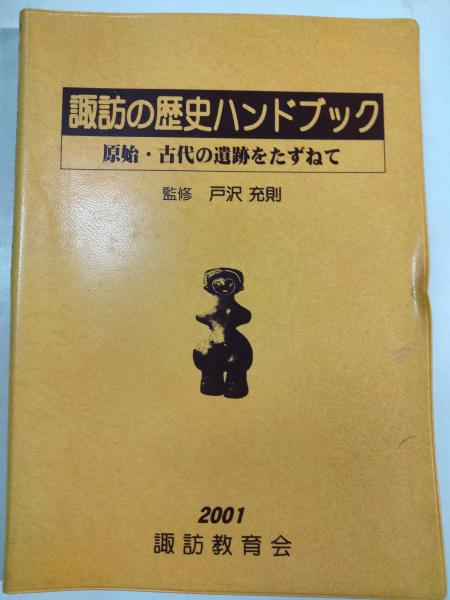 諏訪の歴史ハンドブック
原始・古代の遺跡をたずねて
監修 戸沢 充則
2001
諏訪教育会